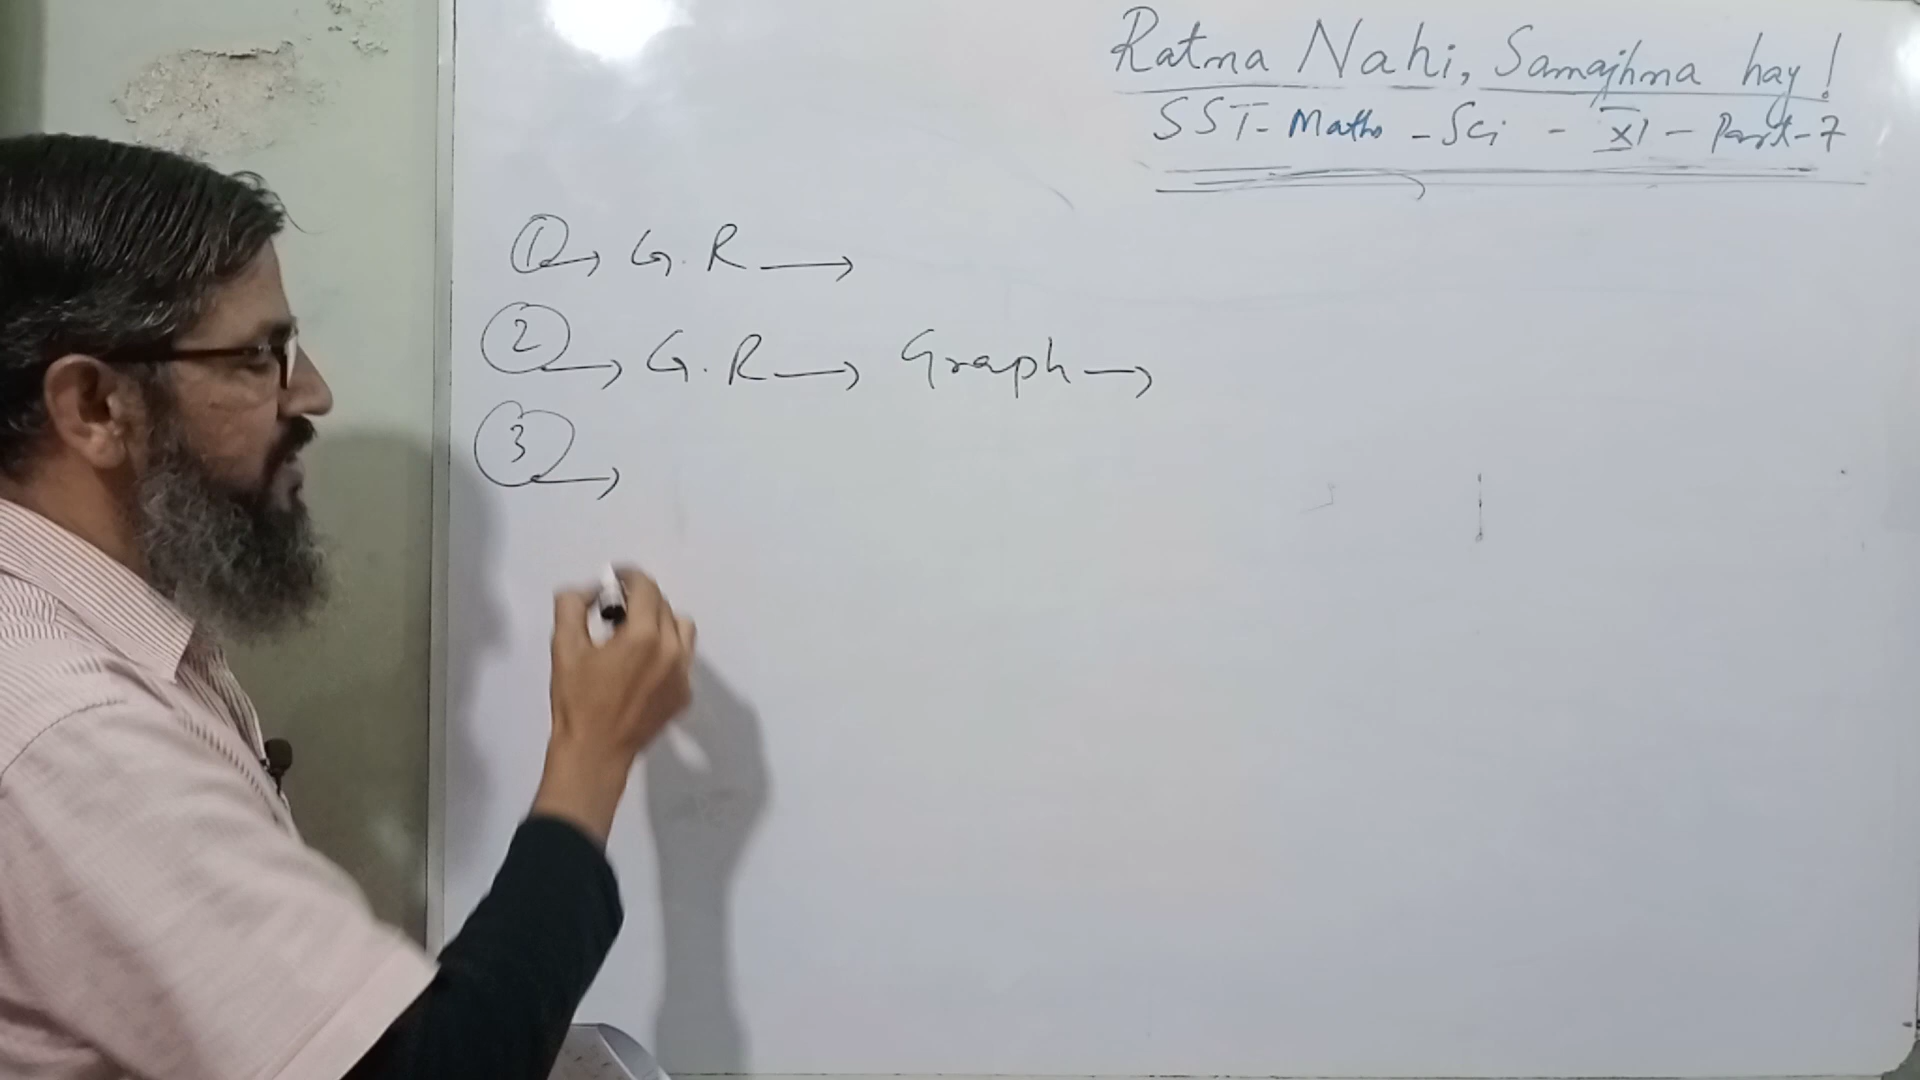 Ratna Nahi, Samajhna hay!
SST - Maths - Sci - XI - Part - 7
① → G.R →
② → G.R → Graph →
③ →